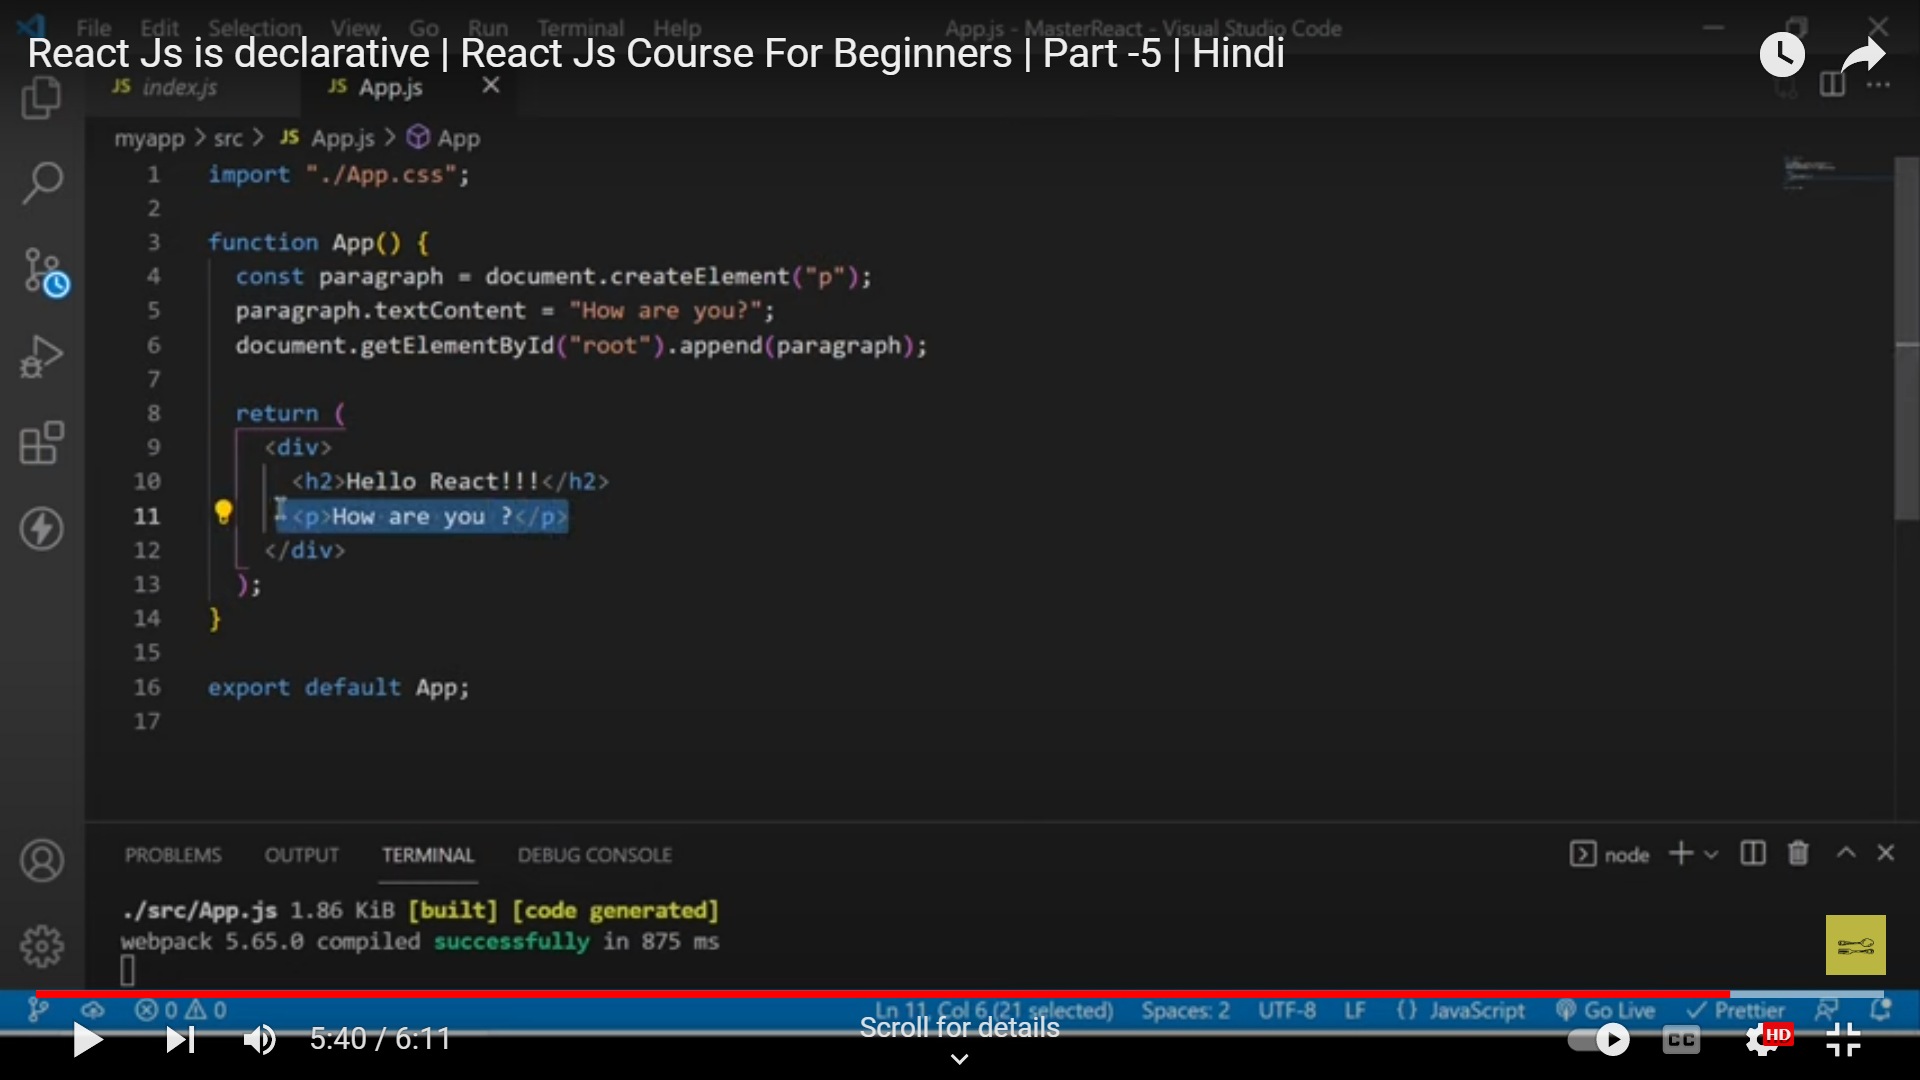 File Edit Selection View Go Run Terminal Help App.js - MasterReact - Visual Studio Code
React Js is declarative | React Js Course For Beginners | Part -5 | Hindi
JS index.js JS App.js
myapp > src > JS App.js > App
1 import "./App.css";
2
3 function App() {
4 const paragraph = document.createElement("p");
5 paragraph.textContent = "How are you?";
6 document.getElementById("root").append(paragraph);
7
8 return (
9 <div>
10 <h2>Hello React!!!</h2>
11 <p>How are you ?</p>
12 </div>
13 );
14 }
15
16 export default App;
17
PROBLEMS OUTPUT TERMINAL DEBUG CONSOLE node
./src/App.js 1.86 KiB [built] [code generated]
webpack 5.65.0 compiled successfully in 875 ms
0 0 Ln 11, Col 6 (21 selected) Spaces: 2 UTF-8 LF {} JavaScript Go Live Prettier
5:40 / 6:11 Scroll for details CC HD